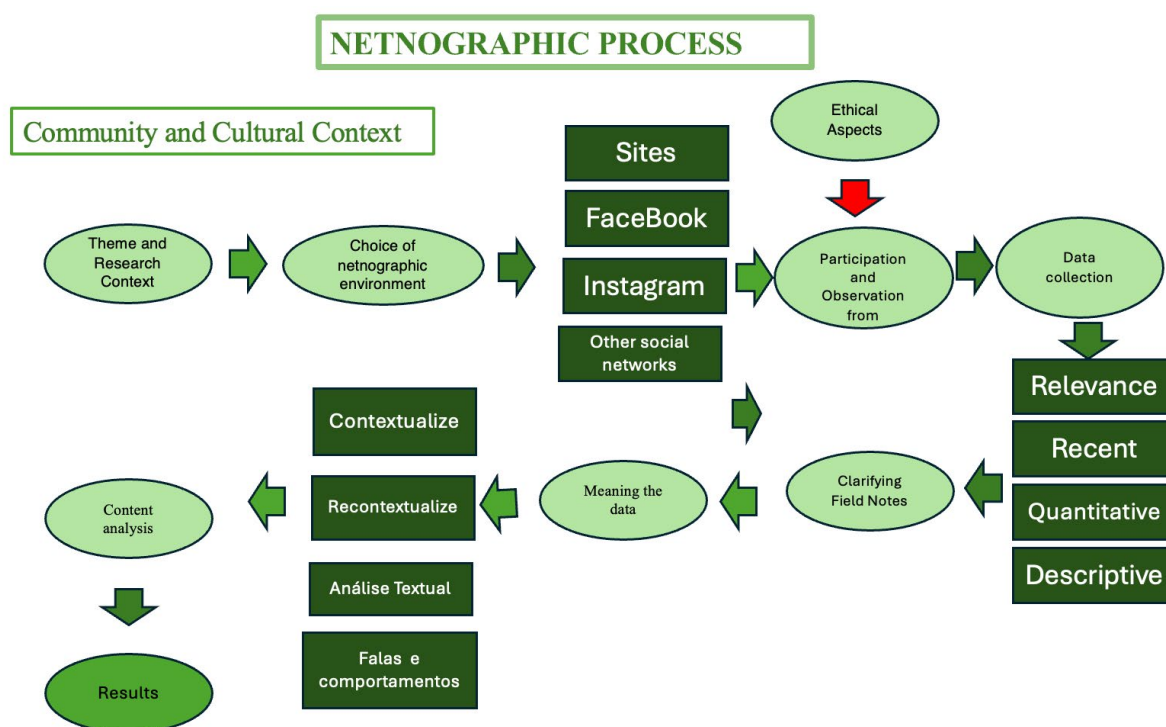 NETNOGRAPHIC PROCESS
Community and Cultural Context
Ethical
Aspects
Sites
FaceBook
Instagram
Other social
networks
Theme and
Research
Context
Choice of
netnographic
environment
Participation
and
Observation
from
Data
collection
Relevance
Recent
Quantitative
Descriptive
Clarifying
Field Notes
Meaning the
data
Contextualize
Recontextualize
Análise Textual
Falas e
comportamentos
Content
analysis
Results